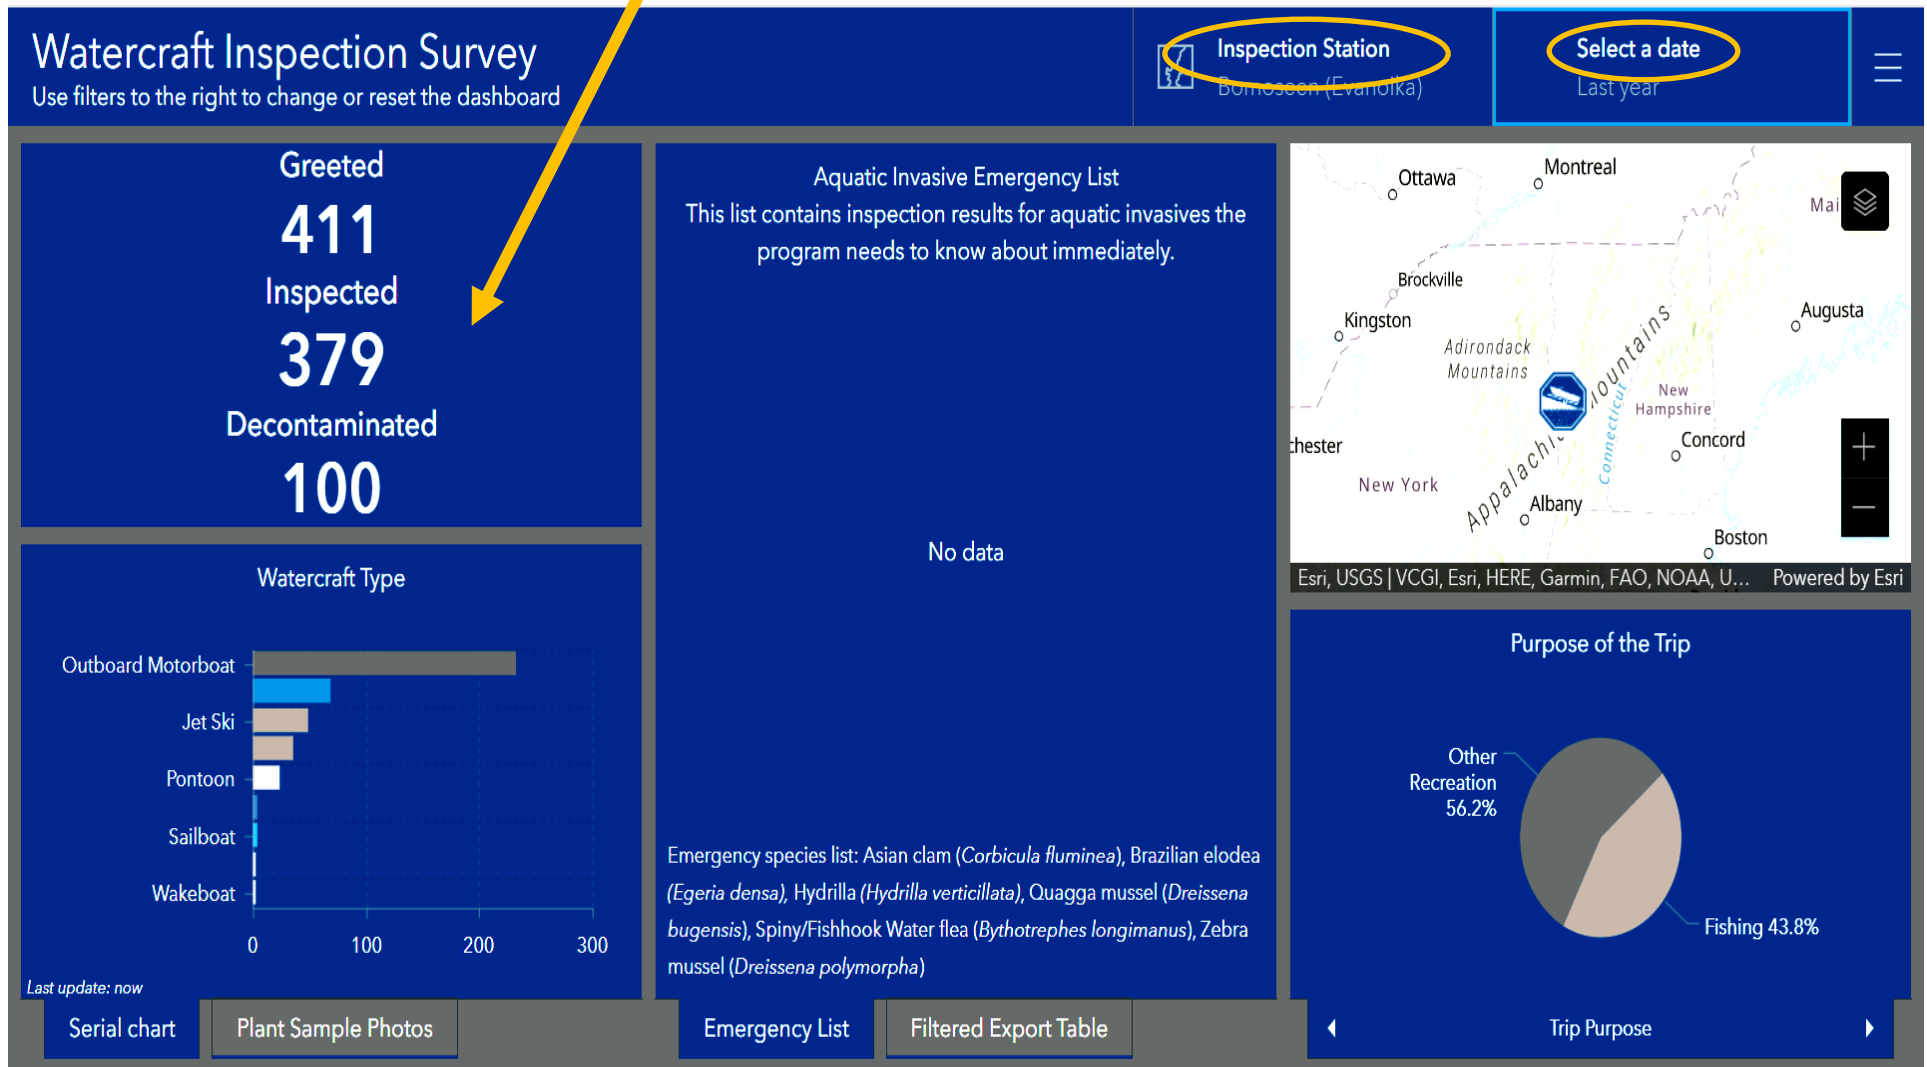 Watercraft Inspection Survey
Use filters to the right to change or reset the dashboard
Inspection Station
Bomoseen (Evanoika)
Select a date
Last year
Greeted
411
Inspected
379
Decontaminated
100
Watercraft Type
Outboard Motorboat
Jet Ski
Pontoon
Sailboat
Wakeboat
0 100 200 300
Last update: now
Serial chart
Plant Sample Photos
Aquatic Invasive Emergency List
This list contains inspection results for aquatic invasives the
program needs to know about immediately.
No data
Emergency species list: Asian clam (Corbicula fluminea), Brazilian elodea
(Egeria densa), Hydrilla (Hydrilla verticillata), Quagga mussel (Dreissena
bugensis), Spiny/Fishhook Water flea (Bythotrephes longimanus), Zebra
mussel (Dreissena polymorpha)
Emergency List
Filtered Export Table
Ottawa
Montreal
Mai
Brockville
Kingston
Augusta
Adirondack
Mountains
New
Hampshire
Connecticut
chester
Concord
New York
Albany
Boston
Esri, USGS | VCGI, Esri, HERE, Garmin, FAO, NOAA, U... Powered by Esri
Purpose of the Trip
Other
Recreation
56.2%
Fishing 43.8%
Trip Purpose